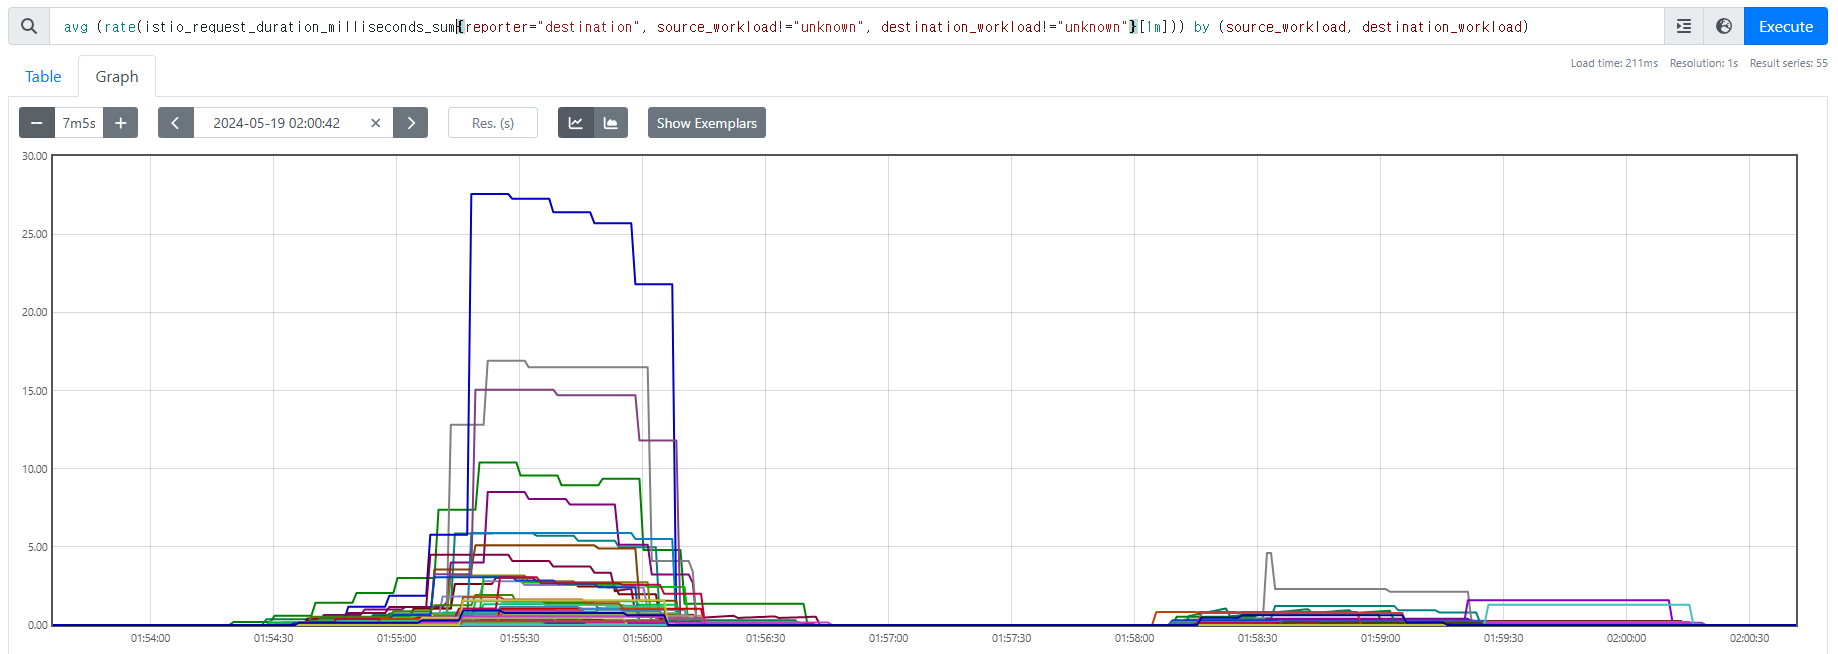 avg (rate(istio_request_duration_milliseconds_sum{reporter="destination", source_workload!="unknown", destination_workload!="unknown"}[1m])) by (source_workload, destination_workload)
Execute
Table
Graph
Load time: 211ms Resolution: 1s Result series: 55
7m5s
2024-05-19 02:00:42
Res. (s)
Show Exemplars
30.00
25.00
20.00
15.00
10.00
5.00
0.00
01:54:00 01:54:30 01:55:00 01:55:30 01:56:00 01:56:30 01:57:00 01:57:30 01:58:00 01:58:30 01:59:00 01:59:30 02:00:00 02:00:30